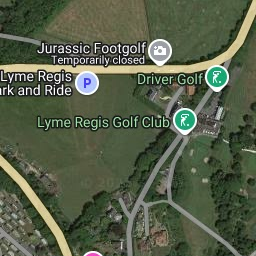 Jurassic Footgolf
Temporarily closed
Lyme Regis
ark and Ride
P
Driver Golf
Lyme Regis Golf Club